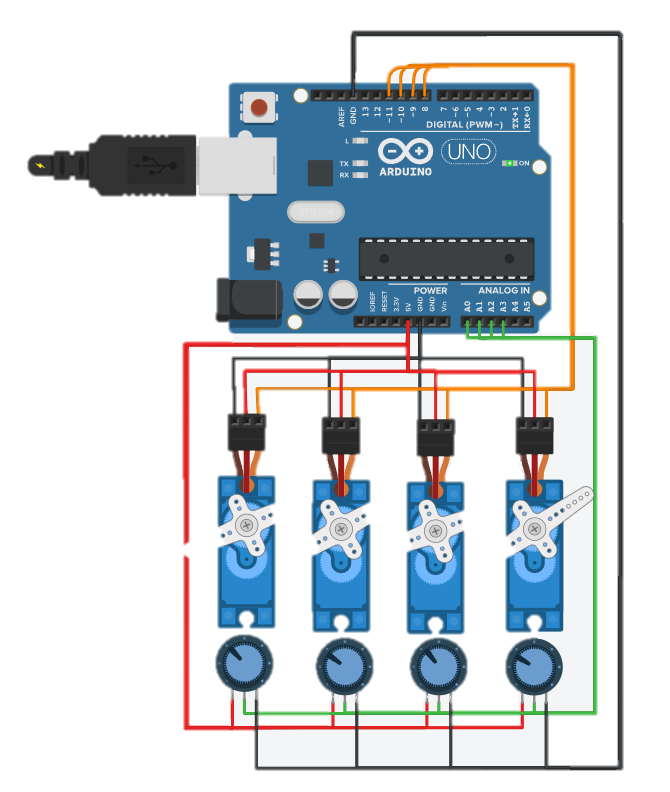 AREF
GND
13
12
~11
~10
~9
8
7
~6
~5
4
~3
2
TX→1
RX←0
DIGITAL (PWM~)
L
TX
RX
UNO
ARDUINO
ON
POWER
ANALOG IN
IOREF
RESET
3.3V
5V
GND
GND
Vin
A0
A1
A2
A3
A4
A5